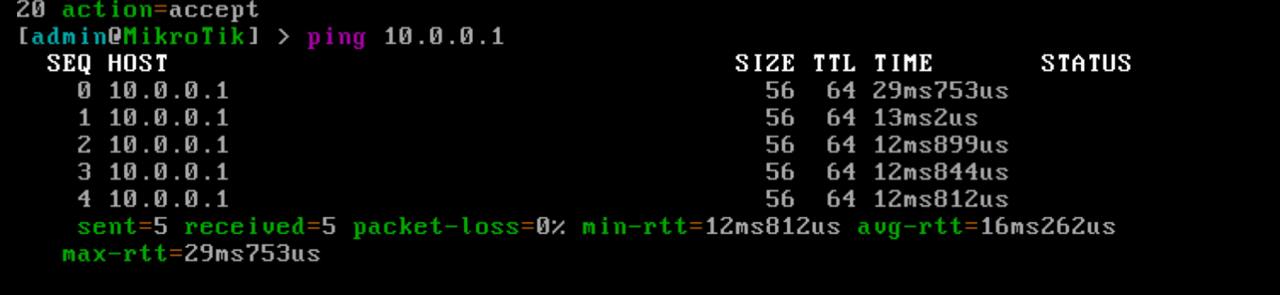 20 action=accept
[admin@MikroTik] > ping 10.0.0.1
SEQ HOST SIZE TTL TIME STATUS
0 10.0.0.1 56 64 29ms753us
1 10.0.0.1 56 64 13ms2us
2 10.0.0.1 56 64 12ms899us
3 10.0.0.1 56 64 12ms844us
4 10.0.0.1 56 64 12ms812us
sent=5 received=5 packet-loss=0% min-rtt=12ms812us avg-rtt=16ms262us
max-rtt=29ms753us